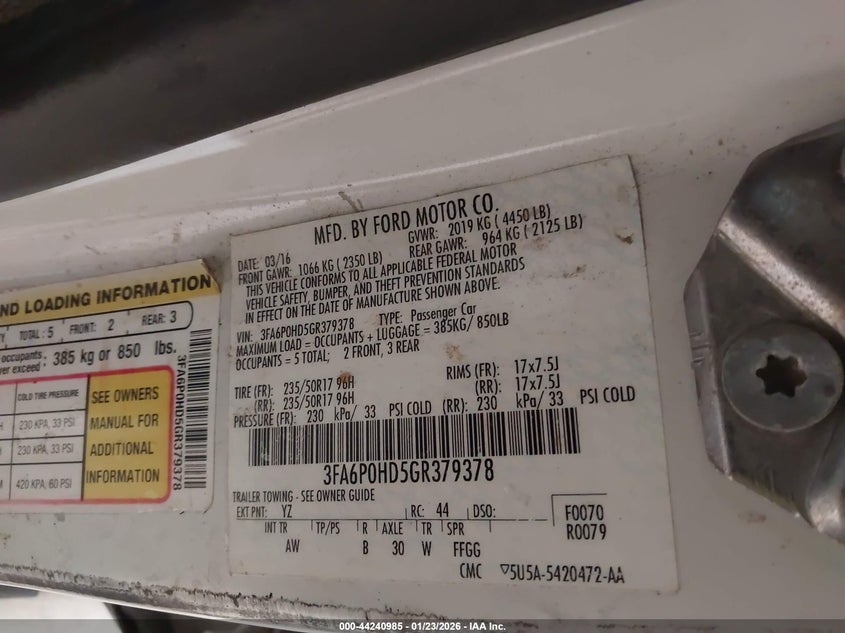 ND LOADING INFORMATION
TOTAL: 5 FRONT: 2 REAR: 3
occupants
er exceed: 385 kg or 850 lbs.
COLD TIRE PRESSURE
230 KPA, 33 PSI
230 KPA, 33 PSI
420 KPA, 60 PSI
SEE OWNERS
MANUAL FOR
ADDITIONAL
INFORMATION
3FA6P0HD5GR379378
MFD. BY FORD MOTOR CO.
DATE: 03/16 GVWR: 2019 KG ( 4450 LB)
FRONT GAWR: 1066 KG ( 2350 LB) REAR GAWR: 964 KG ( 2125 LB)
THIS VEHICLE CONFORMS TO ALL APPLICABLE FEDERAL MOTOR
VEHICLE SAFETY, BUMPER, AND THEFT PREVENTION STANDARDS
IN EFFECT ON THE DATE OF MANUFACTURE SHOWN ABOVE.
VIN: 3FA6P0HD5GR379378 TYPE: Passenger Car
MAXIMUM LOAD = OCCUPANTS + LUGGAGE = 385KG/ 850LB
OCCUPANTS = 5 TOTAL; 2 FRONT, 3 REAR
TIRE (FR): 235/50R17 96H RIMS (FR): 17x7.5J
(RR): 235/50R17 96H (RR): 17x7.5J
PRESSURE (FR): 230 kPa/ 33 PSI COLD (RR): 230 kPa/ 33 PSI COLD
3FA6P0HD5GR379378
TRAILER TOWING - SEE OWNER GUIDE
EXT PNT: YZ RC: 44 DSO: F0070
INT TR TP/PS R AXLE TR SPR R0079
AW B 30 W FFGG
CMC ▽5U5A-5420472-AA
000-44240985 - 01/23/2026 - IAA Inc.